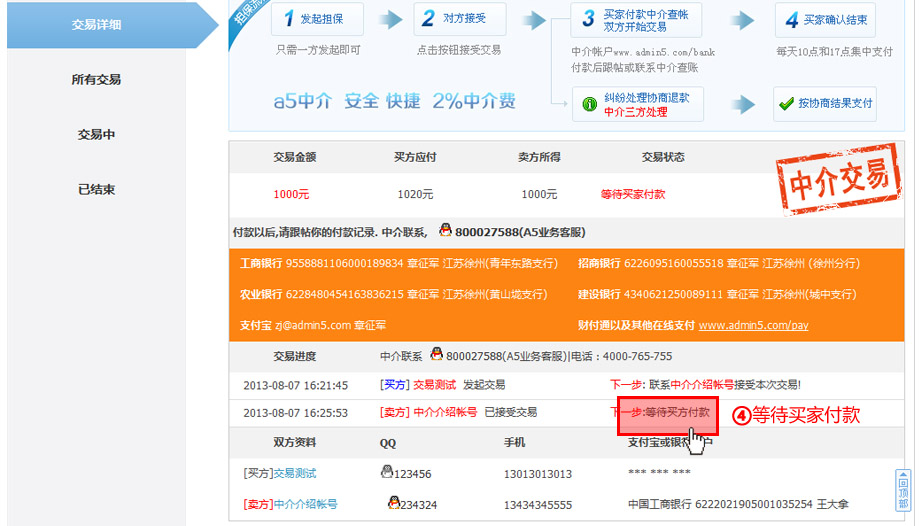 交易详细
所有交易
交易中
已结束
担保流
1 发起担保
只需一方发起即可
2 对方接受
点击按钮接受交易
3 买家付款中介查帐
双方开始交易
中介帐户www.admin5.com/bank
付款后跟帖或联系中介查账
4 买家确认结束
每天10点和17点集中支付
a5中介 安全 快捷 2%中介费
纠纷处理协商退款
中介三方处理
按协商结果支付
交易金额 买方应付 卖方所得 交易状态
1000元 1020元 1000元 等待买家付款
中介交易
付款以后,请跟帖你的付款记录. 中介联系, 800027588(A5业务客服)
工商银行 9558881106000189834 章征军 江苏徐州(青年东路支行) 招商银行 6226095160055518 章征军 江苏徐州 (徐州分行)
农业银行 6228480454163836215 章征军 江苏徐州(黄山垅支行) 建设银行 4340621250089111 章征军 江苏徐州(城中支行)
支付宝 zj@admin5.com 章征军 财付通以及其他在线支付 www.admin5.com/pay
交易进度 中介联系 800027588(A5业务客服)|电话：4000-765-755
2013-08-07 16:21:45 [买方] 交易测试 发起交易 下一步: 联系中介介绍帐号接受本次交易!
2013-08-07 16:25:53 [卖方] 中介介绍帐号 已接受交易 下一步:等待买方付款 ④等待买家付款
双方资料 QQ 手机 支付宝或银行户
[买方]交易测试 123456 13013013013 *** *** ***
[卖方]中介介绍帐号 234324 13434345555 中国工商银行 6222021905001035254 王大拿
回顶部